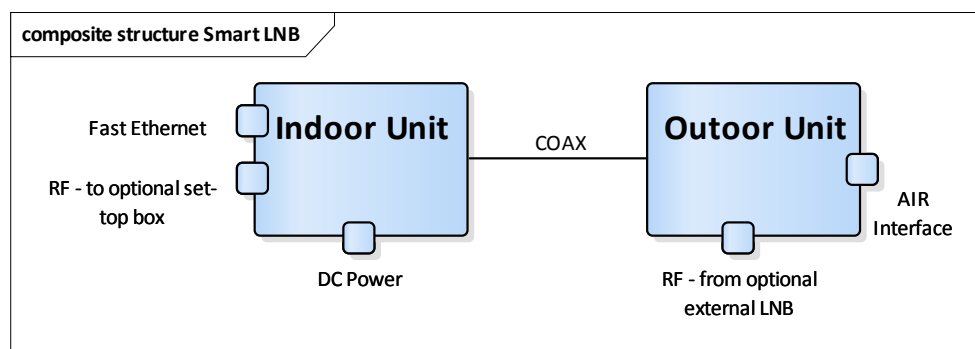 composite structure Smart LNB
Indoor Unit
Outoor Unit
Fast Ethernet
COAX
RF - to optional set-
top box
AIR
Interface
DC Power
RF - from optional
external LNB